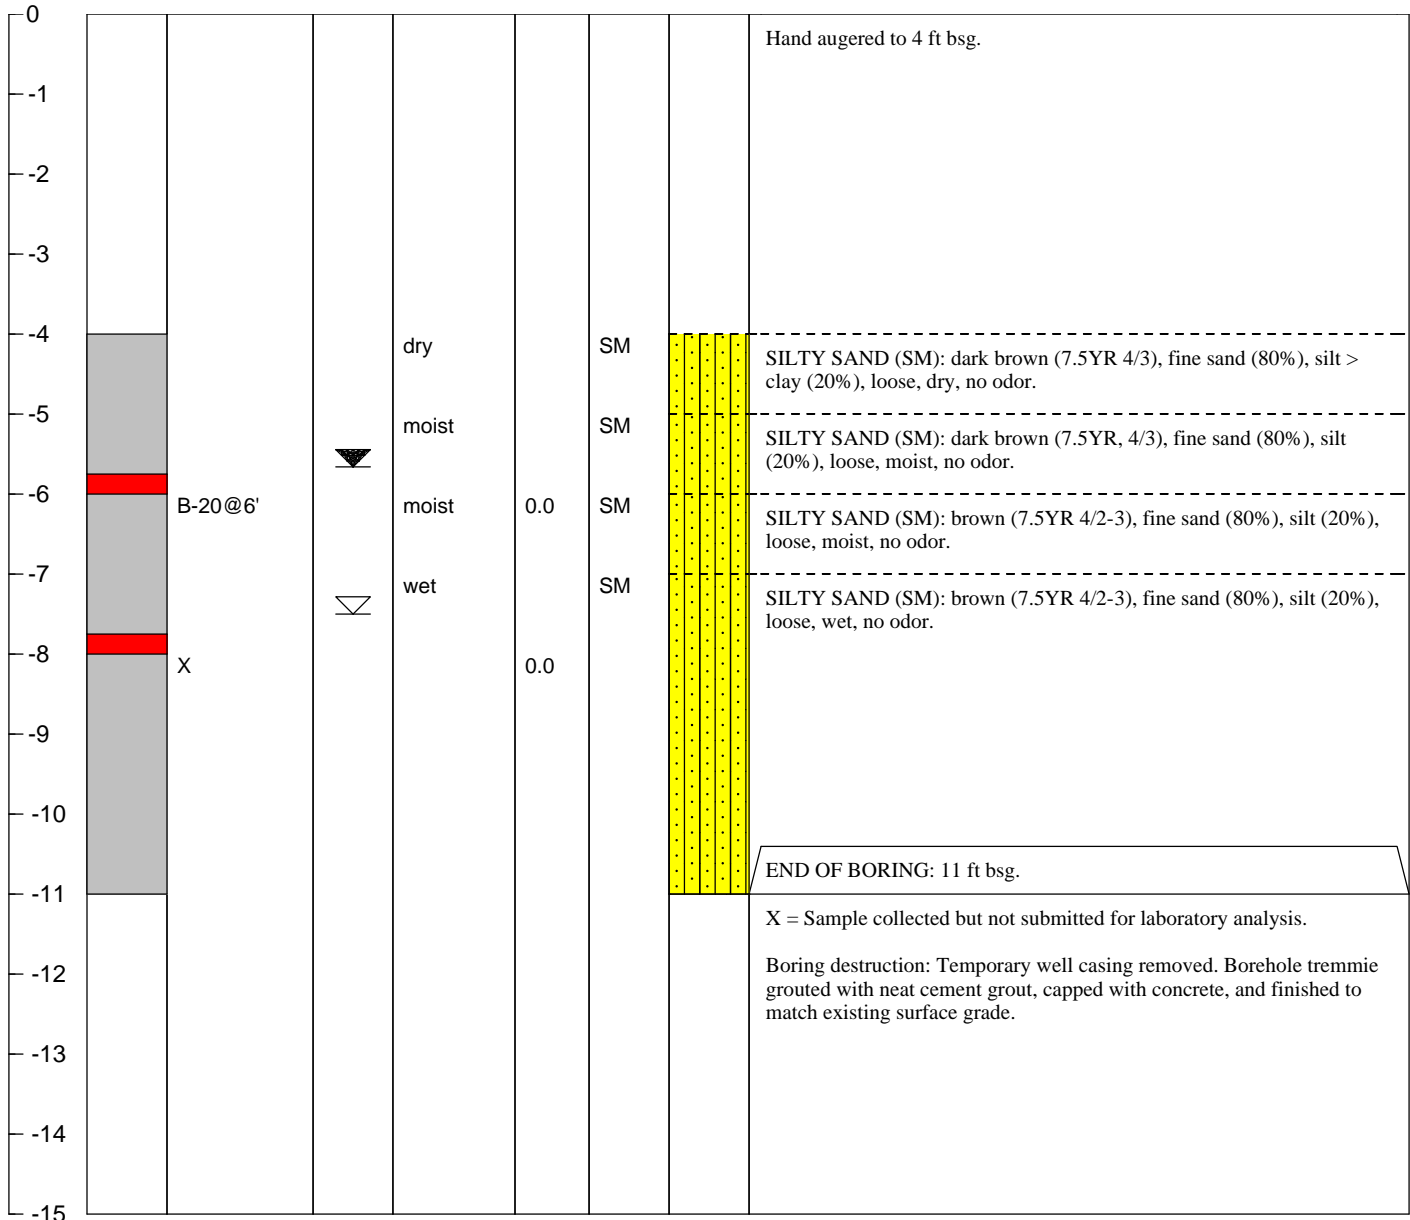 0
Hand augered to 4 ft bsg.
-1
-2
-3
-4
dry
SM
SILTY SAND (SM): dark brown (7.5YR 4/3), fine sand (80%), silt >
clay (20%), loose, dry, no odor.
-5
moist
SM
SILTY SAND (SM): dark brown (7.5YR, 4/3), fine sand (80%), silt
(20%), loose, moist, no odor.
-6
B-20@6'
moist
0.0
SM
SILTY SAND (SM): brown (7.5YR 4/2-3), fine sand (80%), silt (20%),
loose, moist, no odor.
-7
wet
SM
SILTY SAND (SM): brown (7.5YR 4/2-3), fine sand (80%), silt (20%),
loose, wet, no odor.
-8
X
0.0
-9
-10
END OF BORING: 11 ft bsg.
-11
X = Sample collected but not submitted for laboratory analysis.
-12
Boring destruction: Temporary well casing removed. Borehole tremmie
grouted with neat cement grout, capped with concrete, and finished to
match existing surface grade.
-13
-14
-15